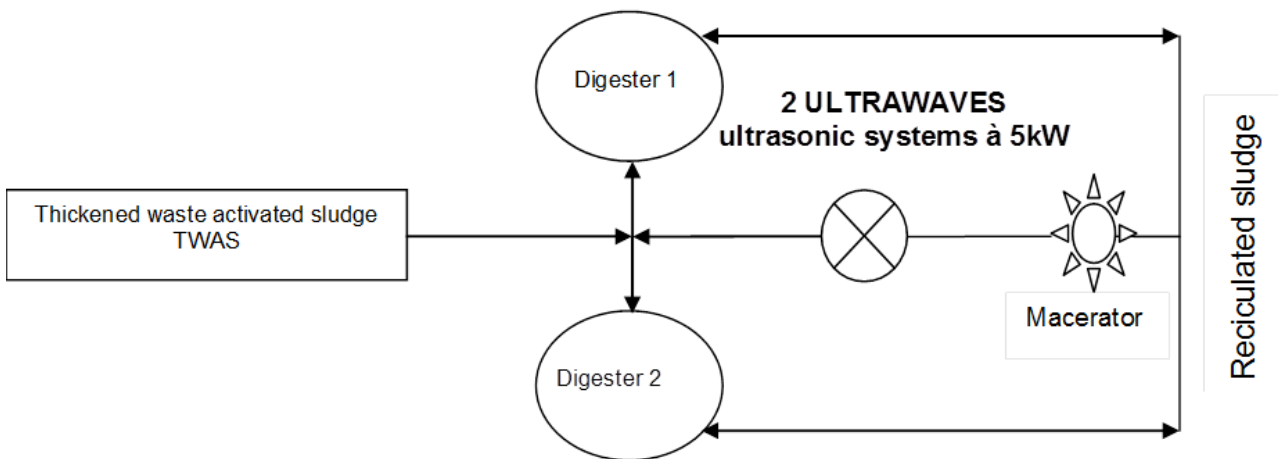 Digester 1
2 ULTRAWAVES
ultrasonic systems à 5kW
Thickened waste activated sludge
TWAS
Macerator
Digester 2
Reciculated sludge